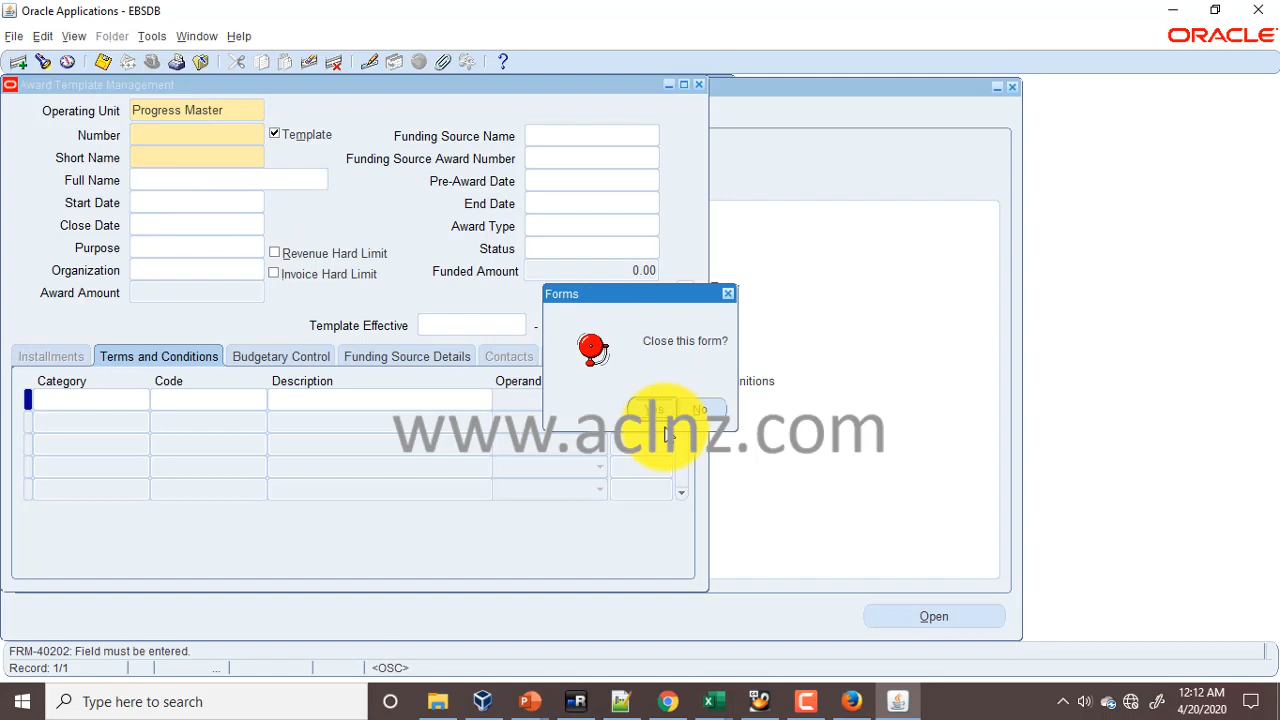 Oracle Applications - EBSDB
File Edit View Folder Tools Window Help
ORACLE
Award Template Management
Operating Unit Progress Master
Number
Template
Short Name
Full Name
Start Date
Close Date
Purpose
Revenue Hard Limit
Organization
Invoice Hard Limit
Award Amount
Funding Source Name
Funding Source Award Number
Pre-Award Date
End Date
Award Type
Status
Funded Amount 0.00
Template Effective -
Installments Terms and Conditions Budgetary Control Funding Source Details Contacts
Category Code Description Operand
Forms
Close this form?
Yes No
nitions
www.aclnz.com
Open
FRM-40202: Field must be entered.
Record: 1/1 ... <OSC>
Type here to search
12:12 AM
4/20/2020